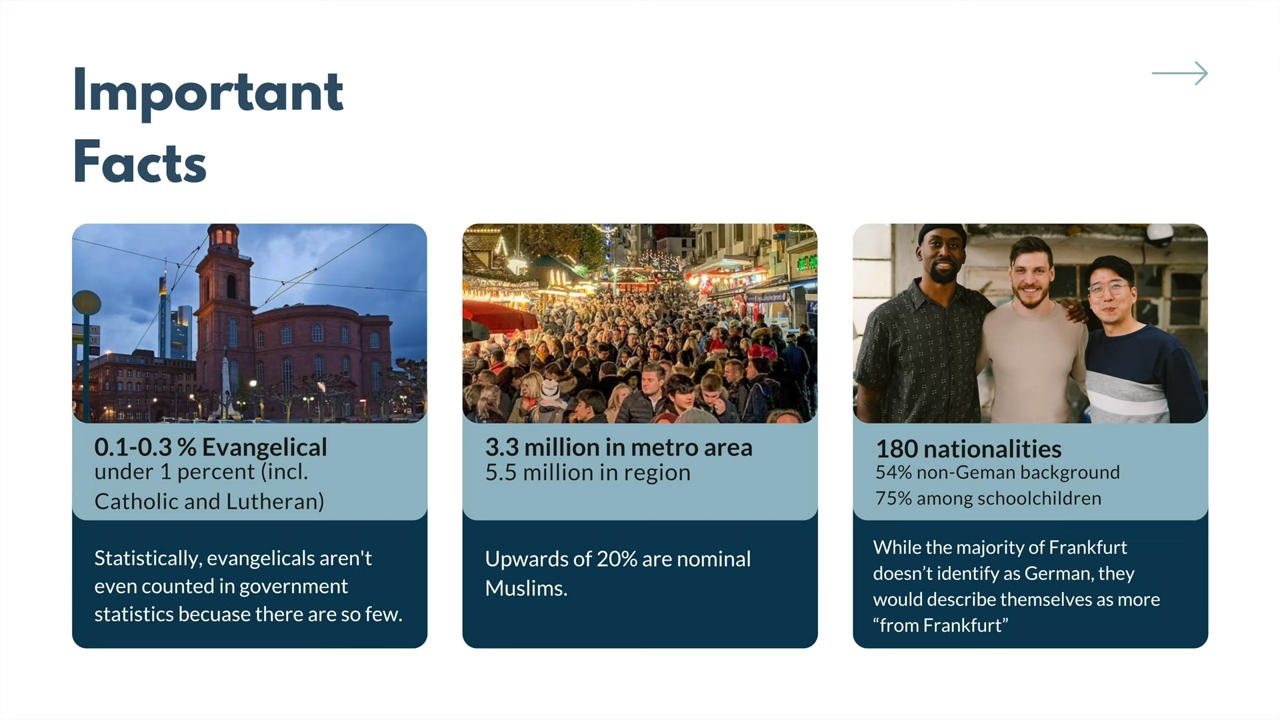 Important
Facts
0.1-0.3 % Evangelical
under 1 percent (incl.
Catholic and Lutheran)
Statistically, evangelicals aren't
even counted in government
statistics becuase there are so few.
3.3 million in metro area
5.5 million in region
Upwards of 20% are nominal
Muslims.
180 nationalities
54% non-Geman background
75% among schoolchildren
While the majority of Frankfurt
doesn’t identify as German, they
would describe themselves as more
“from Frankfurt”